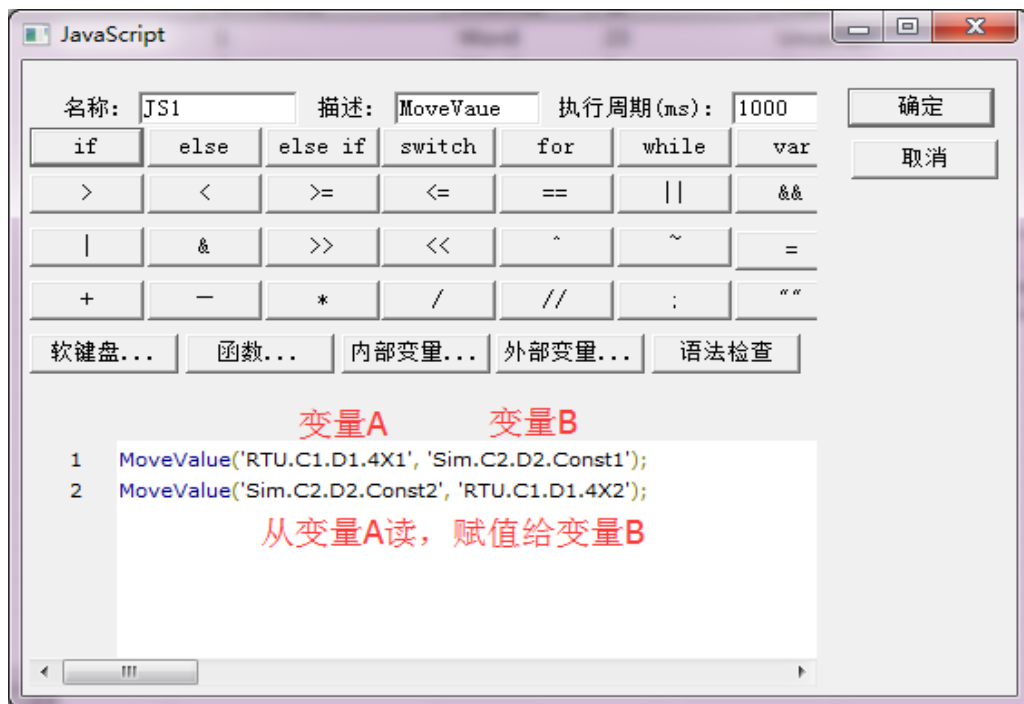 JavaScript
名称: JS1 描述: MoveVaue 执行周期(ms): 1000 确定
if else else if switch for while var 取消
> < >= <= == || &&
| & >> << ^ ~ =
+ — * / // ; ""
软键盘... 函数... 内部变量... 外部变量... 语法检查
变量A 变量B
1 MoveValue('RTU.C1.D1.4X1', 'Sim.C2.D2.Const1');
2 MoveValue('Sim.C2.D2.Const2', 'RTU.C1.D1.4X2');
从变量A读，赋值给变量B